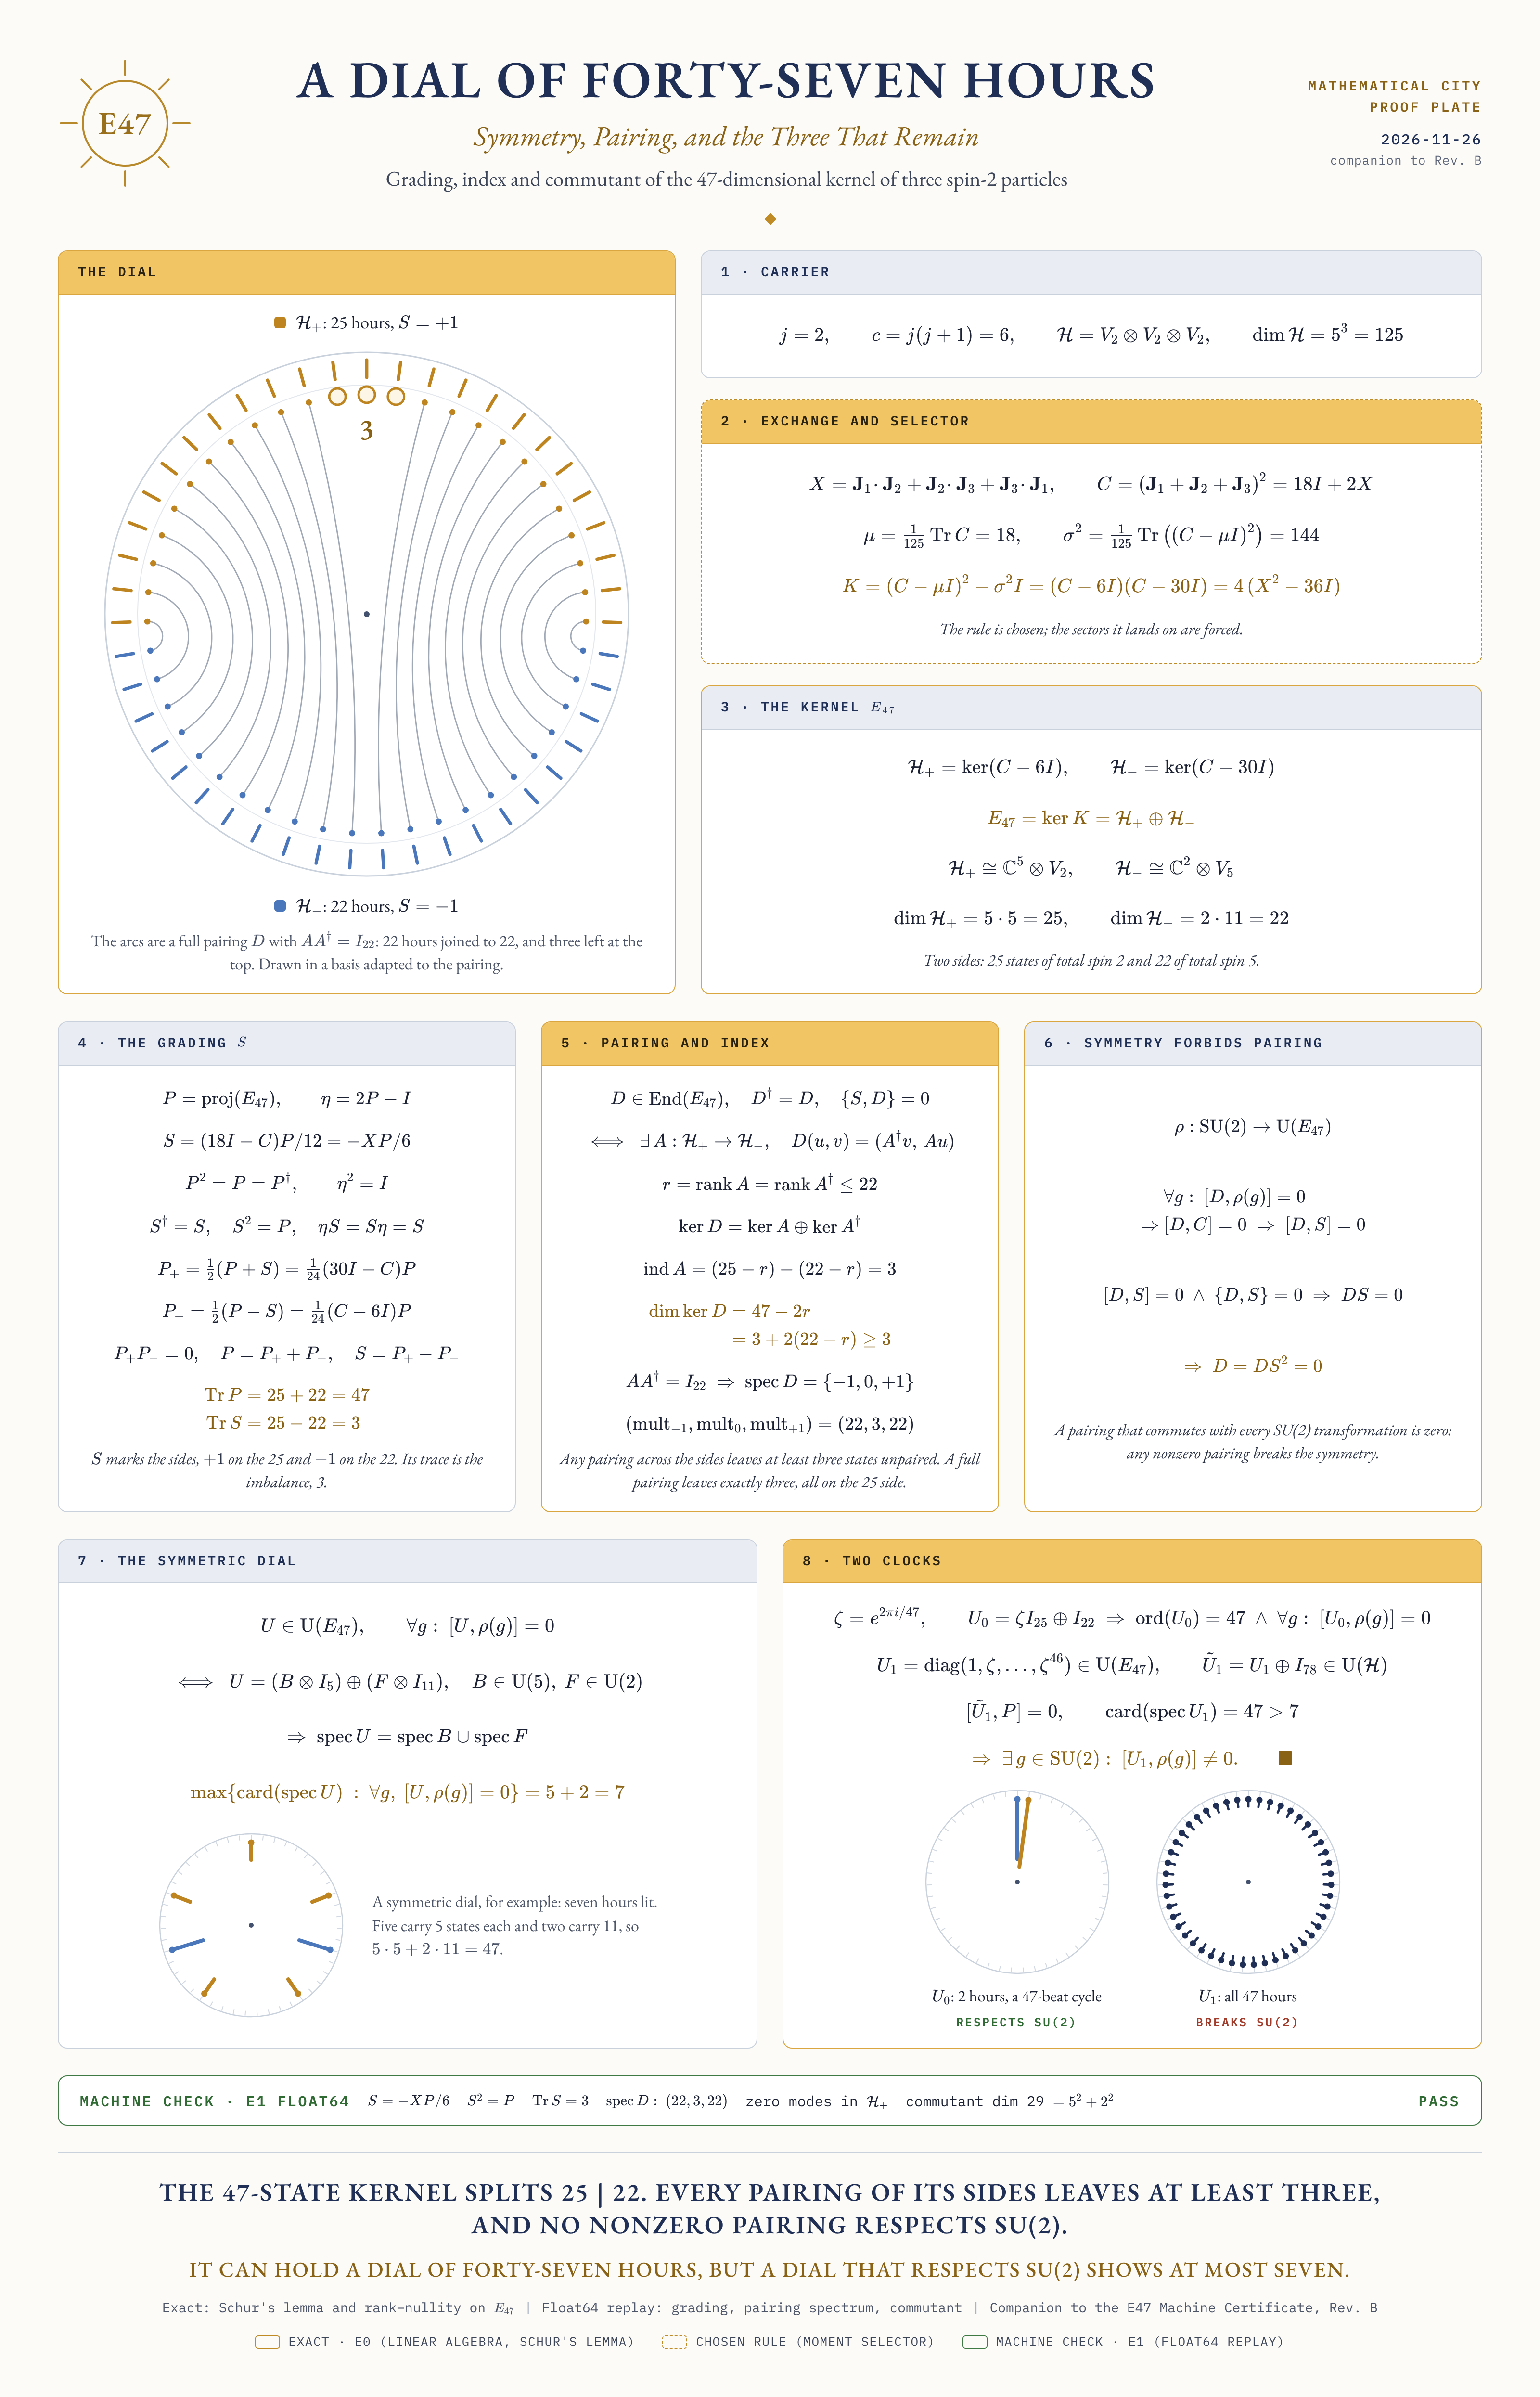 E47
A DIAL OF FORTY-SEVEN HOURS
Symmetry, Pairing, and the Three That Remain
Grading, index and commutant of the 47-dimensional kernel of three spin-2 particles
MATHEMATICAL CITY
PROOF PLATE
2026-11-26
companion to Rev. B
THE DIAL
ℋ₊: 25 hours, S = +1
3
ℋ₋: 22 hours, S = −1
The arcs are a full pairing D with AA† = I₂₂: 22 hours joined to 22, and three left at the
top. Drawn in a basis adapted to the pairing.
1 · CARRIER
j = 2, c = j(j + 1) = 6, ℋ = V₂ ⊗ V₂ ⊗ V₂, dim ℋ = 5³ = 125
2 · EXCHANGE AND SELECTOR
X = J₁·J₂ + J₂·J₃ + J₃·J₁, C = (J₁ + J₂ + J₃)² = 18I + 2X
μ = 1/125 Tr C = 18, σ² = 1/125 Tr ((C − μI)²) = 144
K = (C − μI)² − σ²I = (C − 6I)(C − 30I) = 4 (X² − 36I)
The rule is chosen; the sectors it lands on are forced.
3 · THE KERNEL E₄₇
ℋ₊ = ker(C − 6I), ℋ₋ = ker(C − 30I)
E₄₇ = ker K = ℋ₊ ⊕ ℋ₋
ℋ₊ ≅ ℂ⁵ ⊗ V₂, ℋ₋ ≅ ℂ² ⊗ V₅
dim ℋ₊ = 5 · 5 = 25, dim ℋ₋ = 2 · 11 = 22
Two sides: 25 states of total spin 2 and 22 of total spin 5.
4 · THE GRADING S
P = proj(E₄₇), η = 2P − I
S = (18I − C)P/12 = −XP/6
P² = P = P†, η² = I
S† = S, S² = P, ηS = Sη = S
P₊ = ½(P + S) = 1/24(30I − C)P
P₋ = ½(P − S) = 1/24(C − 6I)P
P₊P₋ = 0, P = P₊ + P₋, S = P₊ − P₋
Tr P = 25 + 22 = 47
Tr S = 25 − 22 = 3
S marks the sides, +1 on the 25 and −1 on the 22. Its trace is the
imbalance, 3.
5 · PAIRING AND INDEX
D ∈ End(E₄₇), D† = D, {S, D} = 0
⟺ ∃ A : ℋ₊ → ℋ₋, D(u, v) = (A†v, Au)
r = rank A = rank A† ≤ 22
ker D = ker A ⊕ ker A†
ind A = (25 − r) − (22 − r) = 3
dim ker D = 47 − 2r
= 3 + 2(22 − r) ≥ 3
AA† = I₂₂ ⇒ spec D = {−1, 0, +1}
(mult₋₁, mult₀, mult₊₁) = (22, 3, 22)
Any pairing across the sides leaves at least three states unpaired. A full
pairing leaves exactly three, all on the 25 side.
6 · SYMMETRY FORBIDS PAIRING
ρ : SU(2) → U(E₄₇)
∀g : [D, ρ(g)] = 0
⇒ [D, C] = 0 ⇒ [D, S] = 0
[D, S] = 0 ∧ {D, S} = 0 ⇒ DS = 0
⇒ D = DS² = 0
A pairing that commutes with every SU(2) transformation is zero:
any nonzero pairing breaks the symmetry.
7 · THE SYMMETRIC DIAL
U ∈ U(E₄₇), ∀g : [U, ρ(g)] = 0
⟺ U = (B ⊗ I₅) ⊕ (F ⊗ I₁₁), B ∈ U(5), F ∈ U(2)
⇒ spec U = spec B ∪ spec F
max{card(spec U) : ∀g, [U, ρ(g)] = 0} = 5 + 2 = 7
A symmetric dial, for example: seven hours lit.
Five carry 5 states each and two carry 11, so
5 · 5 + 2 · 11 = 47.
8 · TWO CLOCKS
ζ = e^{2πi/47}, U₀ = ζI₂₅ ⊕ I₂₂ ⇒ ord(U₀) = 47 ∧ ∀g : [U₀, ρ(g)] = 0
U₁ = diag(1, ζ, . . . , ζ⁴⁶) ∈ U(E₄₇), Ũ₁ = U₁ ⊕ I₇₈ ∈ U(ℋ)
[Ũ₁, P] = 0, card(spec U₁) = 47 > 7
⇒ ∃ g ∈ SU(2) : [U₁, ρ(g)] ≠ 0. ■
U₀: 2 hours, a 47-beat cycle
RESPECTS SU(2)
U₁: all 47 hours
BREAKS SU(2)
MACHINE CHECK · E1 FLOAT64 S = −XP/6 S² = P Tr S = 3 spec D : (22, 3, 22) zero modes in ℋ₊ commutant dim 29 = 5² + 2² PASS
THE 47-STATE KERNEL SPLITS 25 | 22. EVERY PAIRING OF ITS SIDES LEAVES AT LEAST THREE,
AND NO NONZERO PAIRING RESPECTS SU(2).
IT CAN HOLD A DIAL OF FORTY-SEVEN HOURS, BUT A DIAL THAT RESPECTS SU(2) SHOWS AT MOST SEVEN.
Exact: Schur's lemma and rank-nullity on E₄₇ | Float64 replay: grading, pairing spectrum, commutant | Companion to the E47 Machine Certificate, Rev. B
EXACT · E0 (LINEAR ALGEBRA, SCHUR'S LEMMA) CHOSEN RULE (MOMENT SELECTOR) MACHINE CHECK · E1 (FLOAT64 REPLAY)